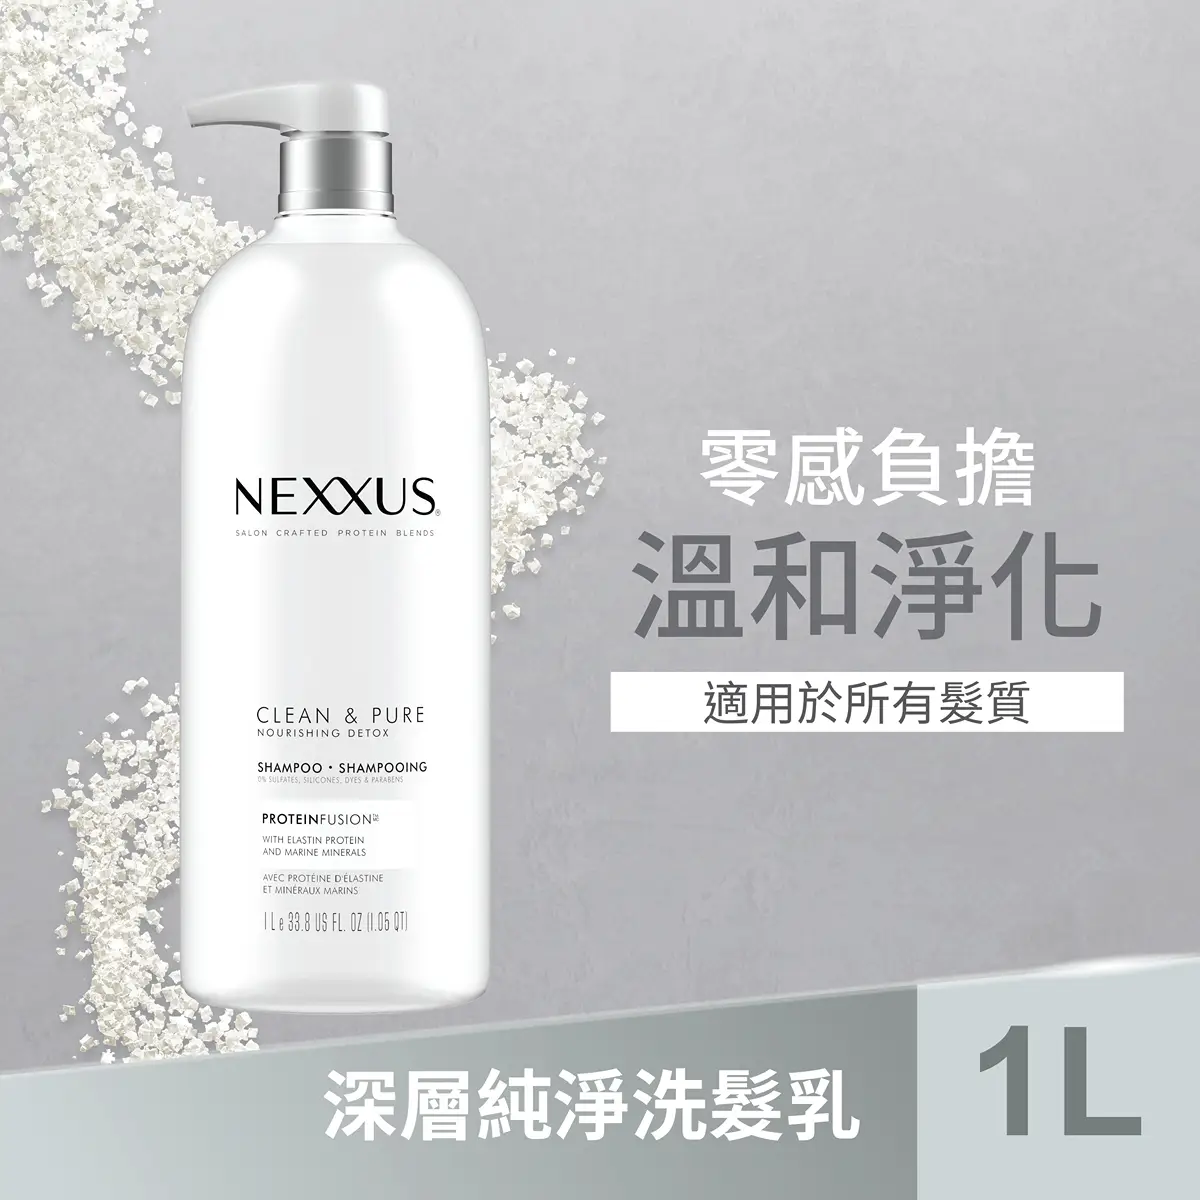 NEXXUS®
SALON CRAFTED PROTEIN BLENDS
CLEAN & PURE
NOURISHING DETOX
SHAMPOO • SHAMPOOING
0% SULFATES, SILICONES, DYES & PARABENS
PROTEINFUSION
WITH ELASTIN PROTEIN
AND MARINE MINERALS
AVEC PROTÉINE D'ÉLASTINE
ET MINÉRAUX MARINS
1 L e 33.8 US FL. OZ (1.05 QT)
零感負擔
溫和淨化
適用於所有髮質
深層純淨洗髮乳
1L